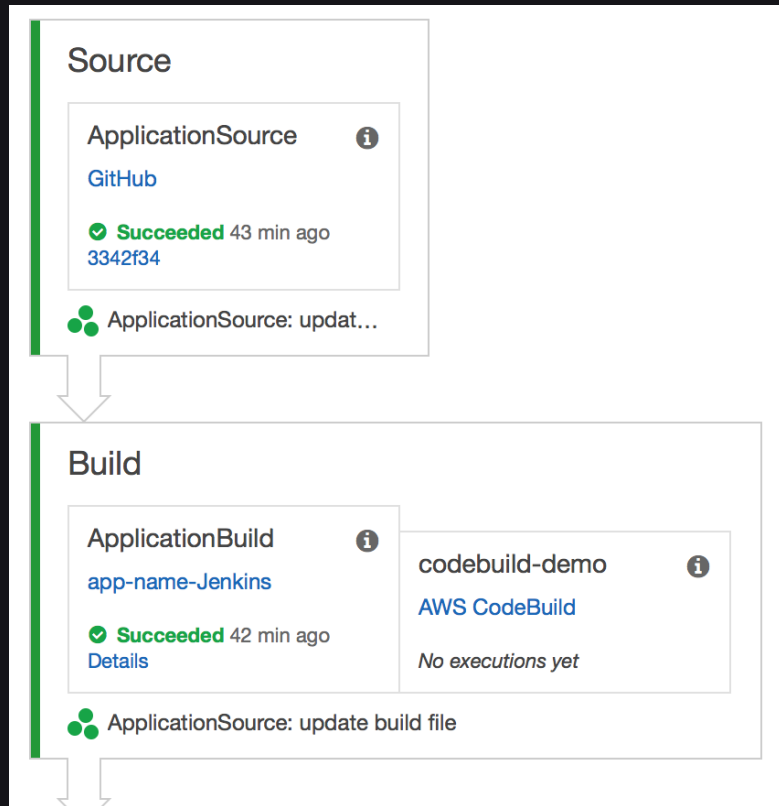 Source
ApplicationSource
GitHub
Succeeded 43 min ago
3342f34
ApplicationSource: updat...
Build
ApplicationBuild
app-name-Jenkins
Succeeded 42 min ago
Details
codebuild-demo
AWS CodeBuild
No executions yet
ApplicationSource: update build file